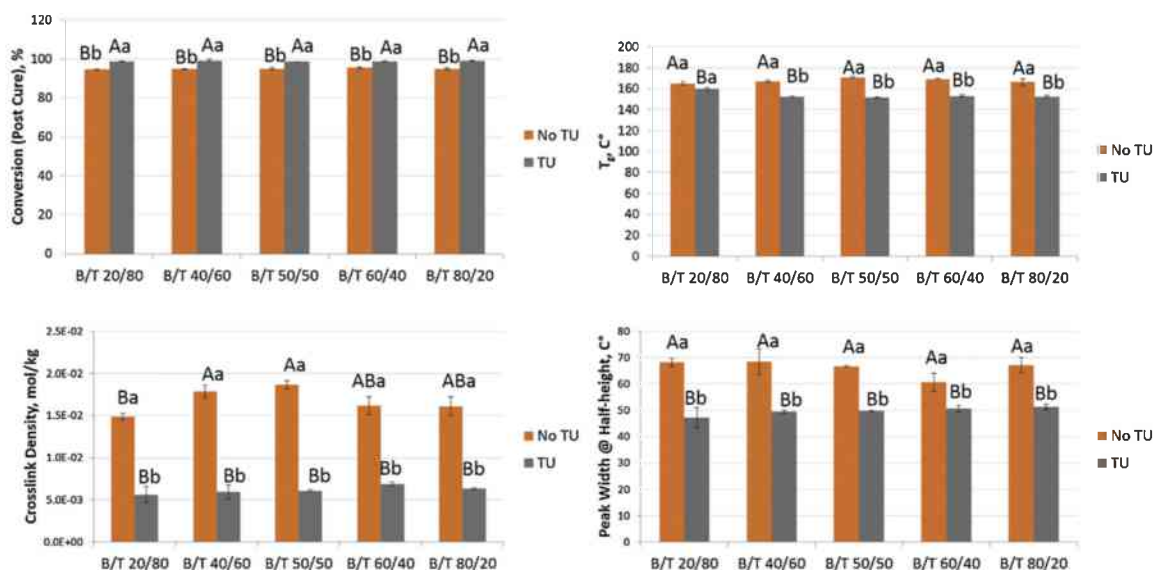 Conversion (Post Cure), %
120
100
80
60
40
20
0
Bb Aa Bb Aa Bb Aa Bb Aa Bb Aa
B/T 20/80 B/T 40/60 B/T 50/50 B/T 60/40 B/T 80/20
No TU
TU
Tg, C°
200
180
160
140
120
100
80
60
40
20
0
Aa Ba Aa Bb Aa Bb Aa Bb Aa Bb
B/T 20/80 B/T 40/60 B/T 50/50 B/T 60/40 B/T 80/20
No TU
TU
Crosslink Density, mol/kg
2.5E-02
2.0E-02
1.5E-02
1.0E-02
5.0E-03
0.0E+00
Ba Bb Aa Bb Aa Bb ABa Bb ABa Bb
B/T 20/80 B/T 40/60 B/T 50/50 B/T 60/40 B/T 80/20
No TU
TU
Peak Width @ Half-height, C°
80
70
60
50
40
30
20
10
0
Aa Bb Aa Bb Aa Bb Aa Bb Aa Bb
B/T 20/80 B/T 40/60 B/T 50/50 B/T 60/40 B/T 80/20
No TU
TU